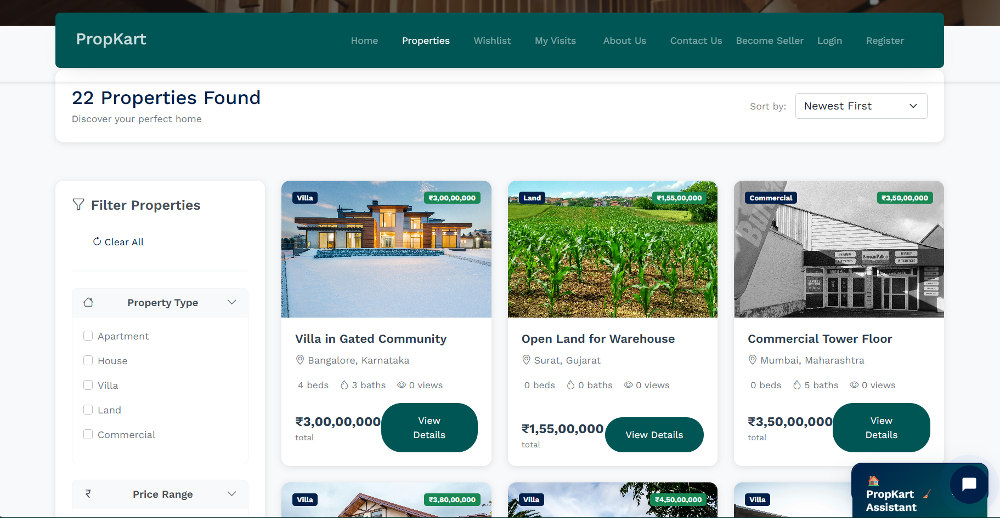 PropKart
Home Properties Wishlist My Visits About Us Contact Us Become Seller Login Register
22 Properties Found
Discover your perfect home
Sort by: Newest First
Filter Properties
Clear All
Property Type
Apartment
House
Villa
Land
Commercial
₹ Price Range
Villa ₹3,00,00,000
Villa in Gated Community
Bangalore, Karnataka
4 beds 3 baths 0 views
₹3,00,00,000
total
View
Details
Land ₹1,55,00,000
Open Land for Warehouse
Surat, Gujarat
0 beds 0 baths 0 views
₹1,55,00,000
total
View Details
Commercial ₹3,50,00,000
Bureau Vallée
BIENVENUE
SERVICES
INFORMATIQUE
Commercial Tower Floor
Mumbai, Maharashtra
0 beds 5 baths 0 views
₹3,50,00,000
total
View
Details
Villa ₹3,80,00,000
Villa ₹4,50,00,000
Villa
PropKart
Assistant